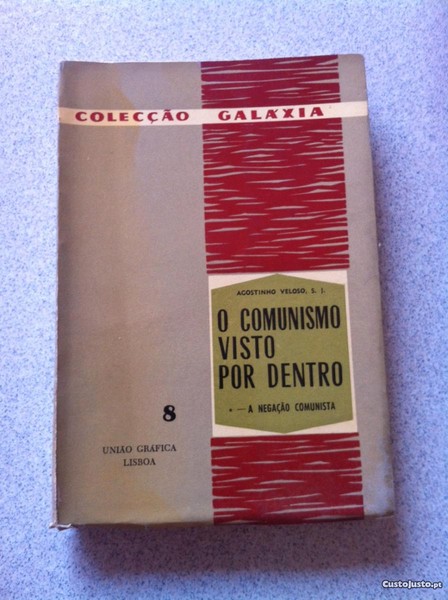 COLECÇÃO GALÁXIA
AGOSTINHO VELOSO, S. J.
O COMUNISMO
VISTO
POR DENTRO
* — A NEGAÇÃO COMUNISTA
8
UNIÃO GRÁFICA
LISBOA
CustoJusto.pt